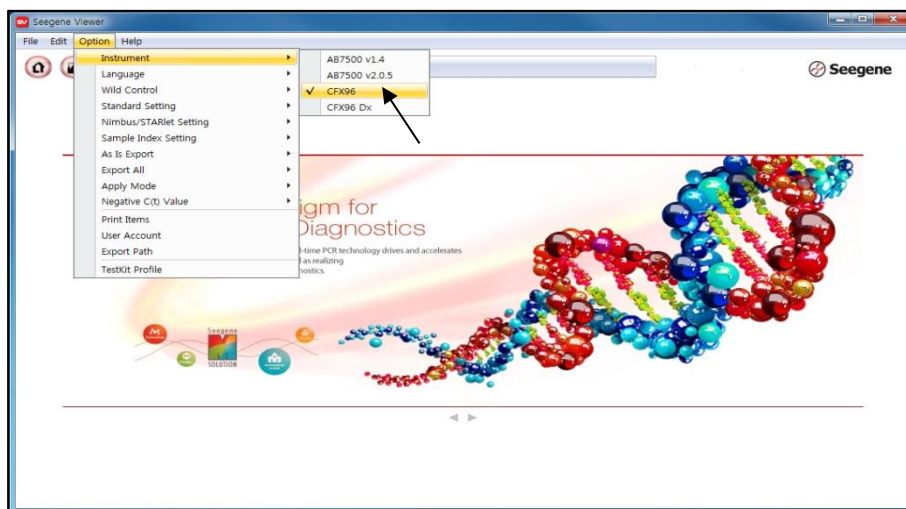 Seegene Viewer
File Edit Option Help
Instrument
Language
Wild Control
Standard Setting
Nimbus/STARlet Setting
Sample Index Setting
As Is Export
Export All
Apply Mode
Negative C(t) Value
Print Items
User Account
Export Path
TestKit Profile
AB7500 v1.4
AB7500 v2.0.5
CFX96
CFX96 Dx
Seegene
igm for
Diagnostics
l-time PCR technology drives and accelerates
l as realizing
nostics.
Seegene
SOLUTION